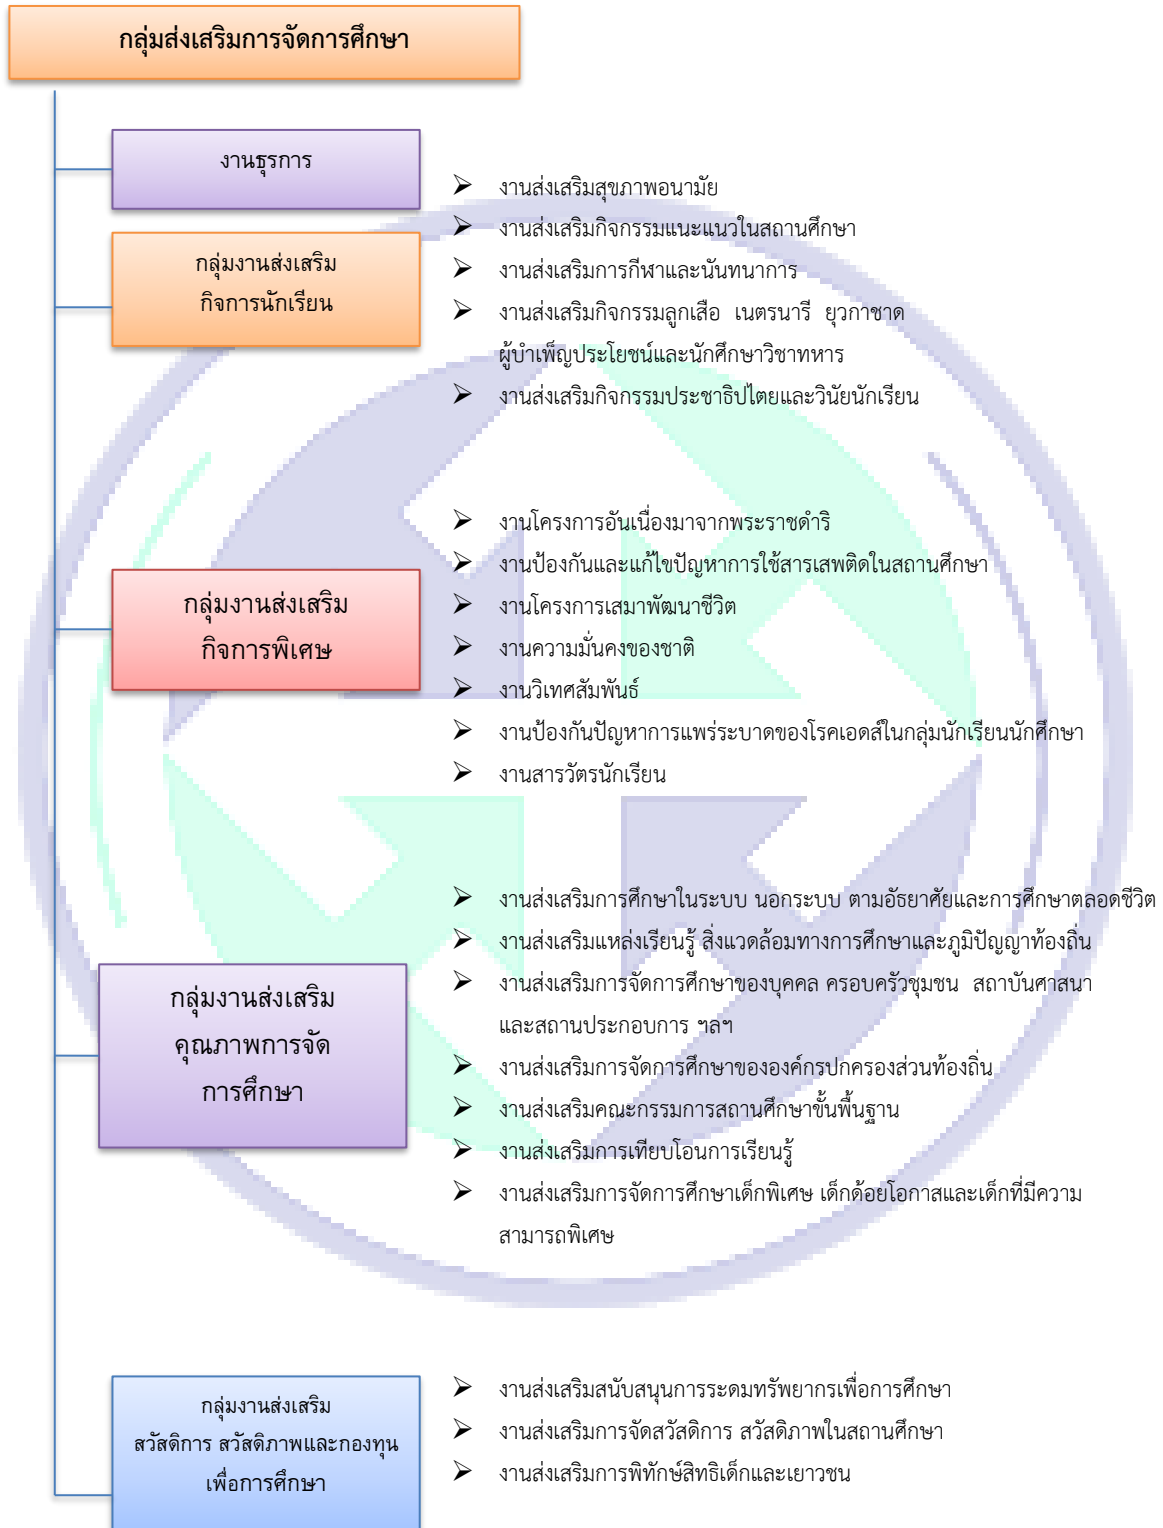 กลุ่มส่งเสริมการจัดการศึกษา
งานธุรการ
กลุ่มงานส่งเสริม
กิจการนักเรียน
➢ งานส่งเสริมสุขภาพอนามัย
➢ งานส่งเสริมกิจกรรมแนะแนวในสถานศึกษา
➢ งานส่งเสริมการกีฬาและนันทนาการ
➢ งานส่งเสริมกิจกรรมลูกเสือ เนตรนารี ยุวกาชาด
ผู้บำเพ็ญประโยชน์และนักศึกษาวิชาทหาร
➢ งานส่งเสริมกิจกรรมประชาธิปไตยและวินัยนักเรียน
กลุ่มงานส่งเสริม
กิจการพิเศษ
➢ งานโครงการอันเนื่องมาจากพระราชดำริ
➢ งานป้องกันและแก้ไขปัญหาการใช้สารเสพติดในสถานศึกษา
➢ งานโครงการเสมาพัฒนาชีวิต
➢ งานความมั่นคงของชาติ
➢ งานวิเทศสัมพันธ์
➢ งานป้องกันปัญหาการแพร่ระบาดของโรคเอดส์ในกลุ่มนักเรียนนักศึกษา
➢ งานสารวัตรนักเรียน
กลุ่มงานส่งเสริม
คุณภาพการจัด
การศึกษา
➢ งานส่งเสริมการศึกษาในระบบ นอกระบบ ตามอัธยาศัยและการศึกษาตลอดชีวิต
➢ งานส่งเสริมแหล่งเรียนรู้ สิ่งแวดล้อมทางการศึกษาและภูมิปัญญาท้องถิ่น
➢ งานส่งเสริมการจัดการศึกษาของบุคคล ครอบครัวชุมชน สถาบันศาสนา
และสถานประกอบการ ฯลฯ
➢ งานส่งเสริมการจัดการศึกษาขององค์กรปกครองส่วนท้องถิ่น
➢ งานส่งเสริมคณะกรรมการสถานศึกษาขั้นพื้นฐาน
➢ งานส่งเสริมการเทียบโอนการเรียนรู้
➢ งานส่งเสริมการจัดการศึกษาเด็กพิเศษ เด็กด้อยโอกาสและเด็กที่มีความ
สามารถพิเศษ
กลุ่มงานส่งเสริม
สวัสดิการ สวัสดิภาพและกองทุน
เพื่อการศึกษา
➢ งานส่งเสริมสนับสนุนการระดมทรัพยากรเพื่อการศึกษา
➢ งานส่งเสริมการจัดสวัสดิการ สวัสดิภาพในสถานศึกษา
➢ งานส่งเสริมการพิทักษ์สิทธิเด็กและเยาวชน